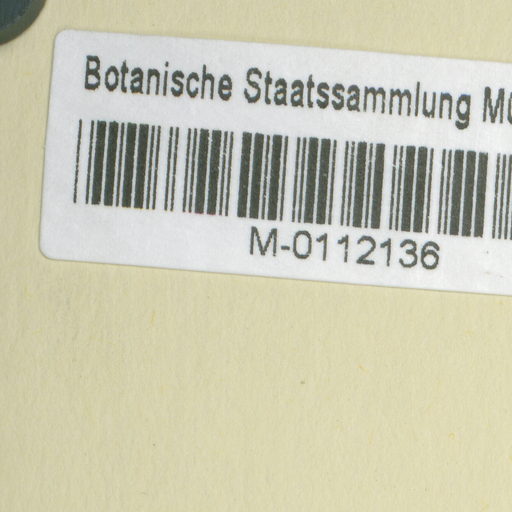 Botanische Staatssammlung
M-0112136